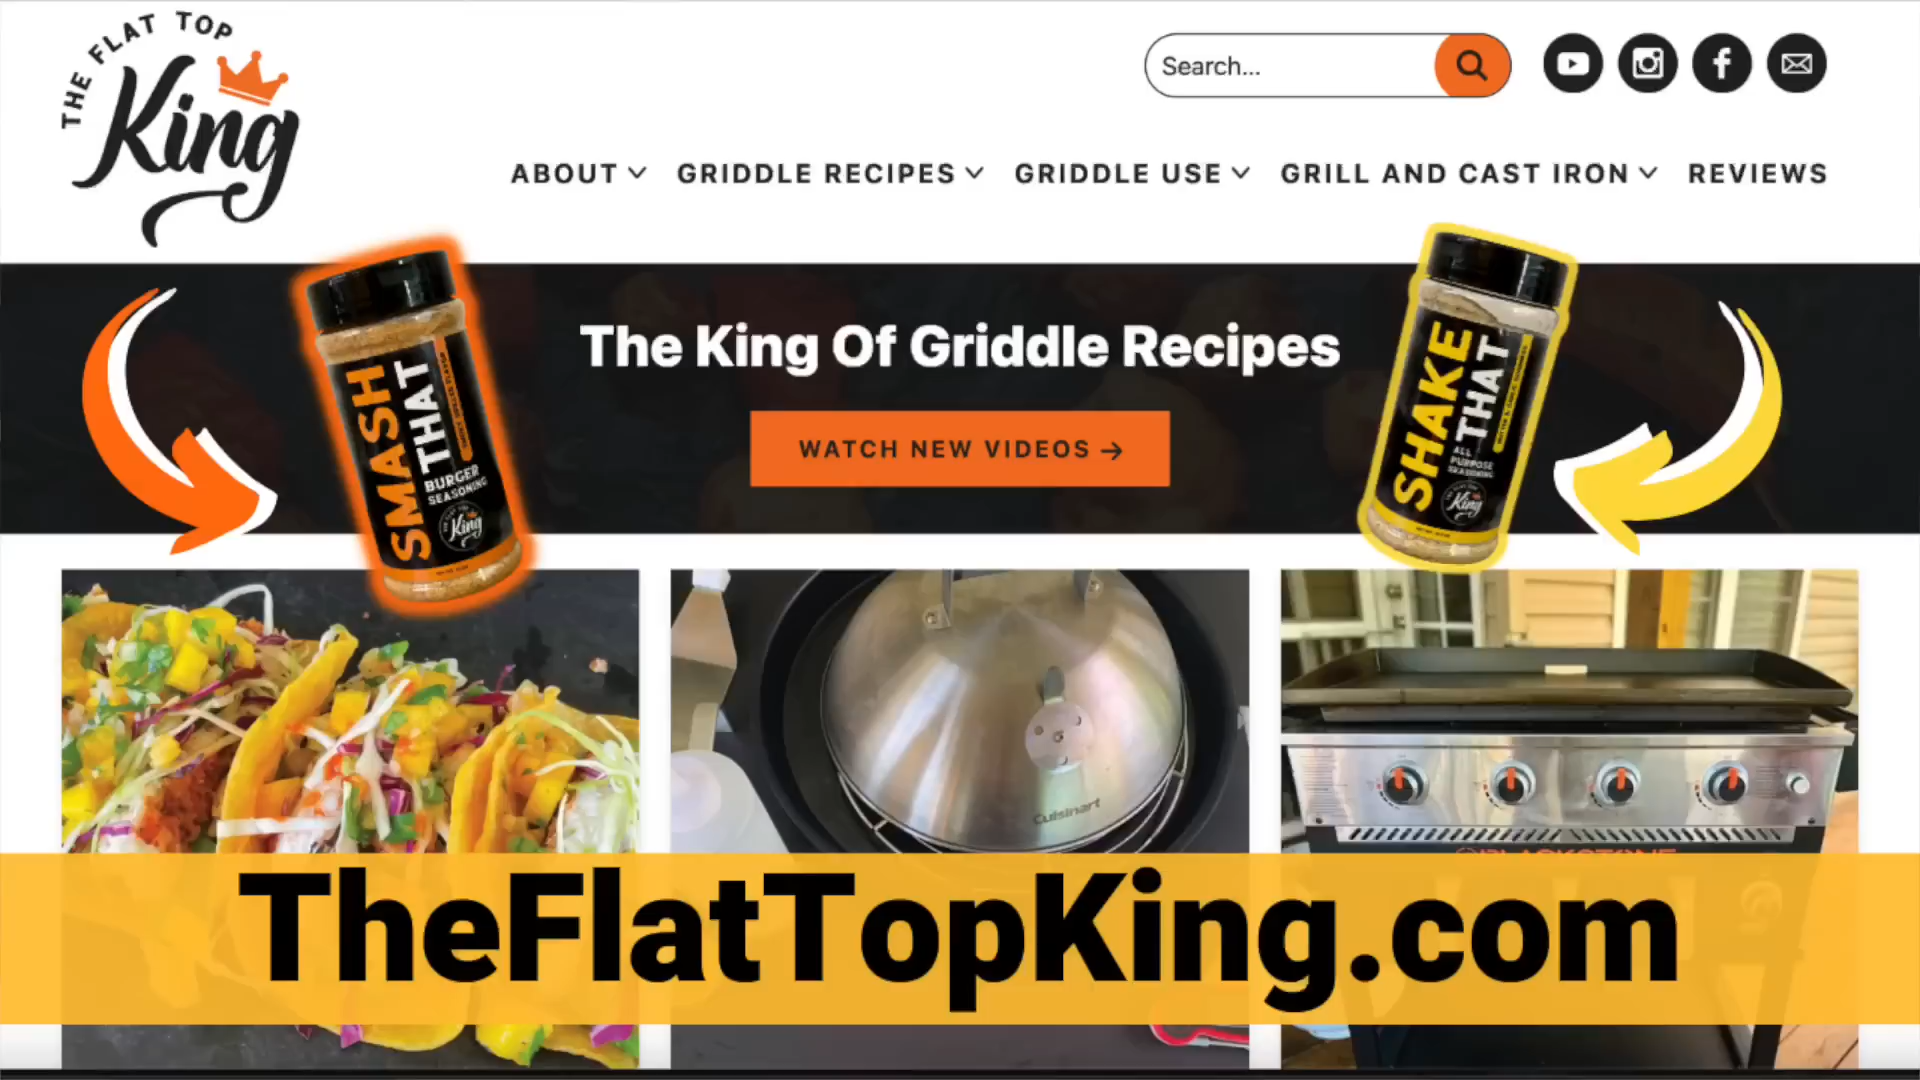 THE FLAT TOP
King
Search...
ABOUT
GRIDDLE RECIPES
GRIDDLE USE
GRILL AND CAST IRON
REVIEWS
The King Of Griddle Recipes
WATCH NEW VIDEOS →
SMASH
THAT
BURGER
SEASONING
King
SHAKE
THAT
ALL
PURPOSE
SEASONING
King
Cuisinart
BLACKSTONE
TheFlatTopKing.com